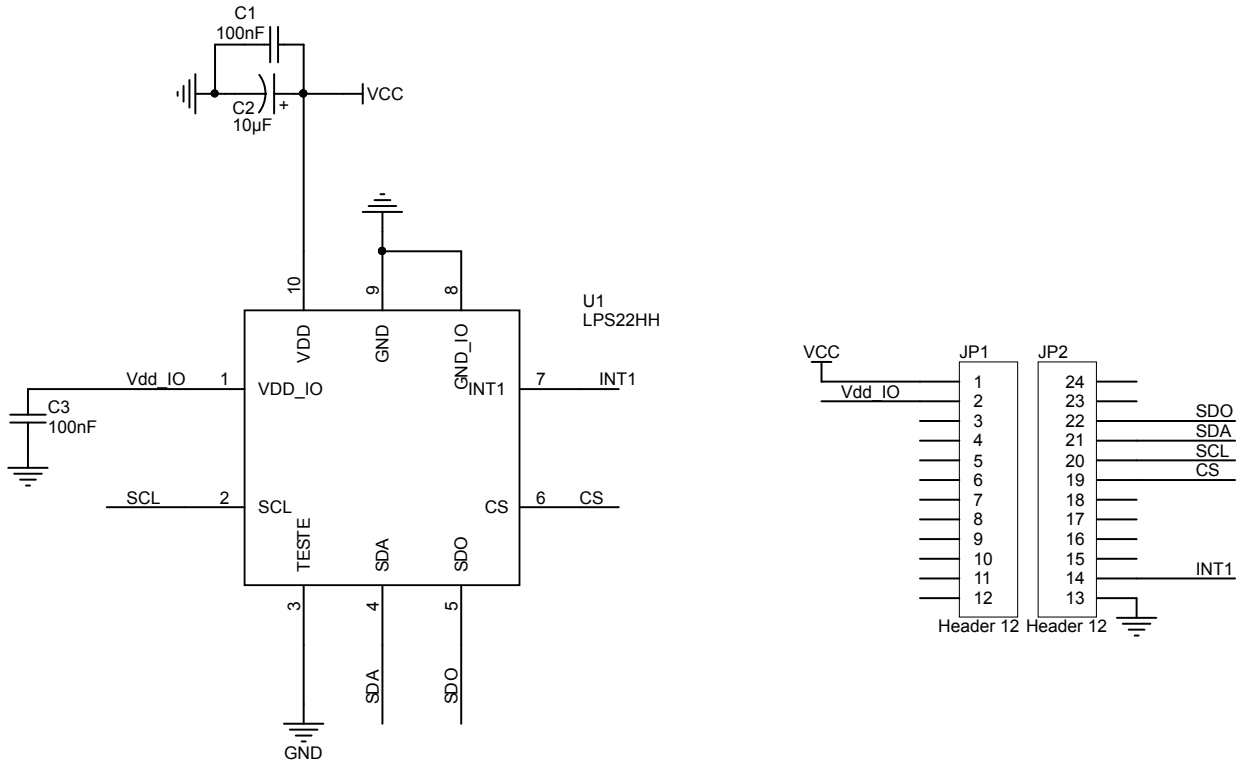 C1
100nF
C2
+
10µF
VCC
U1
LPS22HH
10
9
8
VDD
GND
GND_IO
Vdd_IO
1
VDD_IO
INT1
7
INT1
C3
100nF
SCL
2
SCL
CS
6
CS
TESTE
SDA
SDO
3
4
5
SDA
SDO
GND
VCC
Vdd_IO
JP1
1
2
3
4
5
6
7
8
9
10
11
12
Header 12
JP2
24
23
22
21
20
19
18
17
16
15
14
13
Header 12
SDO
SDA
SCL
CS
INT1